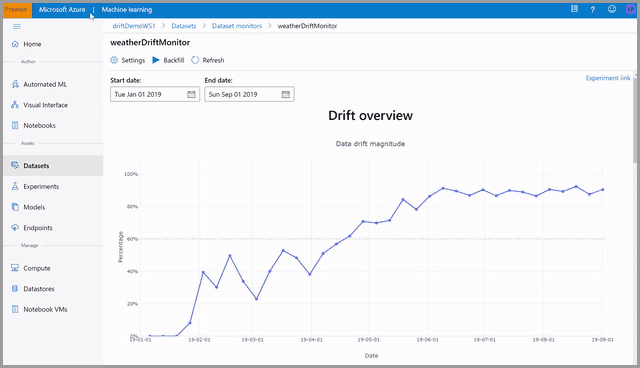 Preview Microsoft Azure | Machine learning
driftDemoWS1 > Datasets > Dataset monitors > weatherDriftMonitor
weatherDriftMonitor
Home
Settings Backfill Refresh
Author
Start date: End date:
Experiment link
Automated ML
Tue Jan 01 2019 Sun Sep 01 2019
Visual Interface
Drift overview
Notebooks
Data drift magnitude
Assets
Datasets
Experiments
Models
Endpoints
Manage
Compute
Datastores
Notebook VMs
100%
80%
60%
40%
20%
0%
Percentage
19-01-01 19-02-01 19-03-01 19-04-01 19-05-01 19-06-01 19-07-01 19-08-01 19-09-01
Date